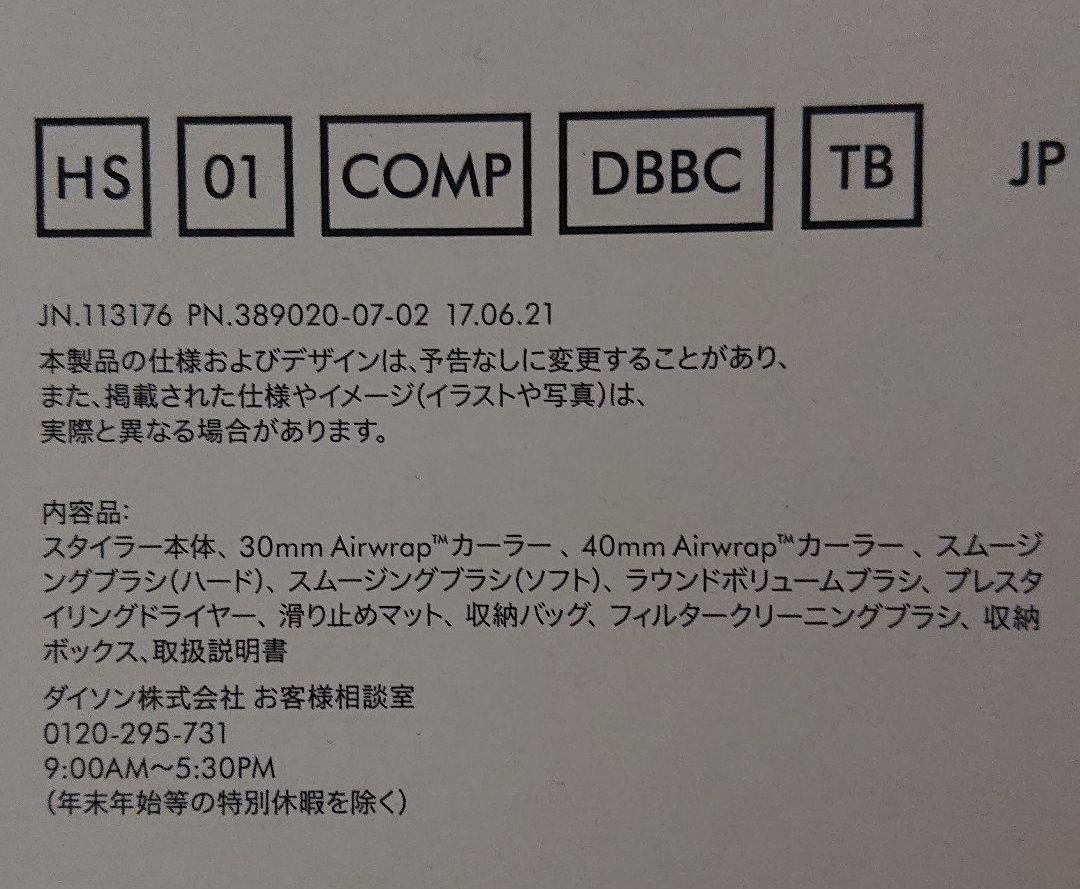 HS 01 COMP DBBC TB JP
JN.113176 PN.389020-07-02 17.06.21
本製品の仕様およびデザインは、予告なしに変更することがあり、
また、掲載された仕様やイメージ(イラストや写真)は、
実際と異なる場合があります。
内容品:
スタイラー本体、30mm Airwrap™カーラー、40mm Airwrap™カーラー、スムージ
ングブラシ(ハード)、スムージングブラシ(ソフト)、ラウンドボリュームブラシ、プレスタ
イリングドライヤー、滑り止めマット、収納バッグ、フィルタークリーニングブラシ、収納
ボックス、取扱説明書
ダイソン株式会社 お客様相談室
0120-295-731
9:00AM〜5:30PM
(年末年始等の特別休暇を除く)